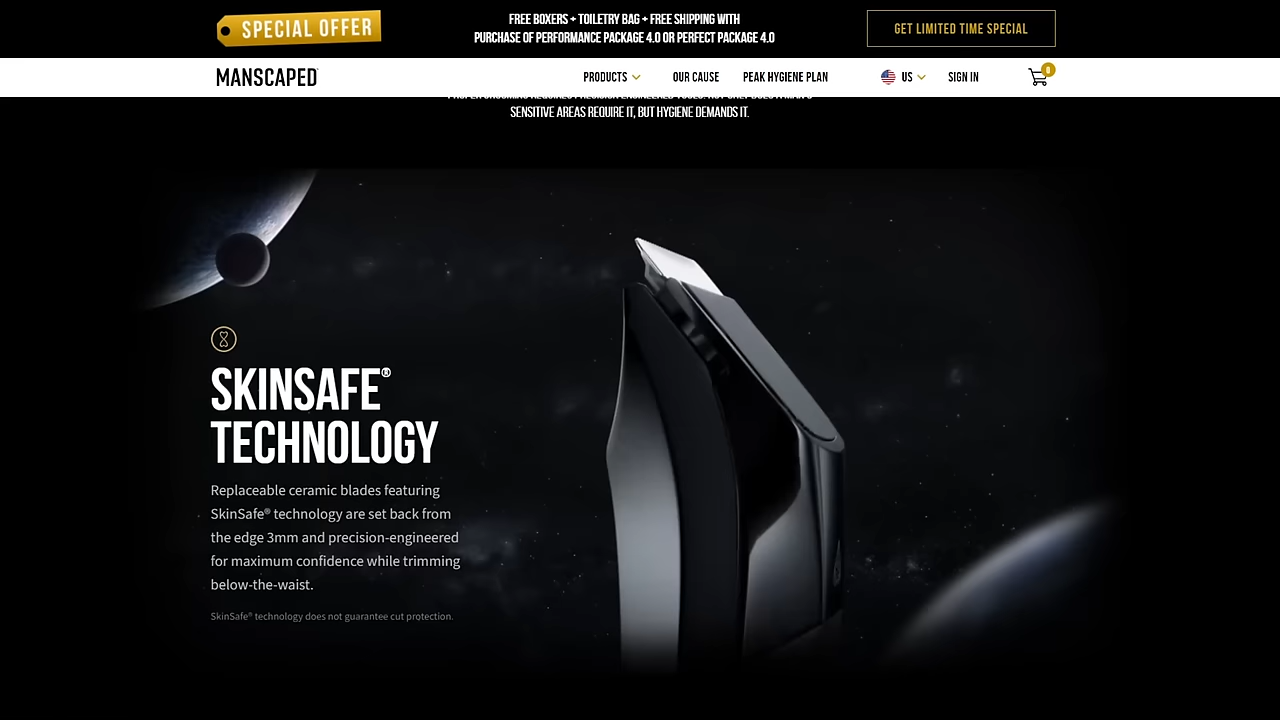 SPECIAL OFFER
FREE BOXERS + TOILETRY BAG + FREE SHIPPING WITH
PURCHASE OF PERFORMANCE PACKAGE 4.0 OR PERFECT PACKAGE 4.0
GET LIMITED TIME SPECIAL
MANSCAPED
PRODUCTS
OUR CAUSE
PEAK HYGIENE PLAN
US
SIGN IN
0
SENSITIVE AREAS REQUIRE IT, BUT HYGIENE DEMANDS IT.
SKINSAFE®
TECHNOLOGY
Replaceable ceramic blades featuring
SkinSafe® technology are set back from
the edge 3mm and precision-engineered
for maximum confidence while trimming
below-the-waist.
SkinSafe® technology does not guarantee cut protection.